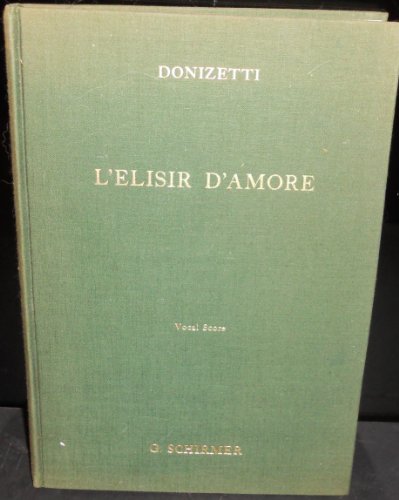 DONIZETTI
L'ELISIR D'AMORE
Vocal Score
G. SCHIRMER